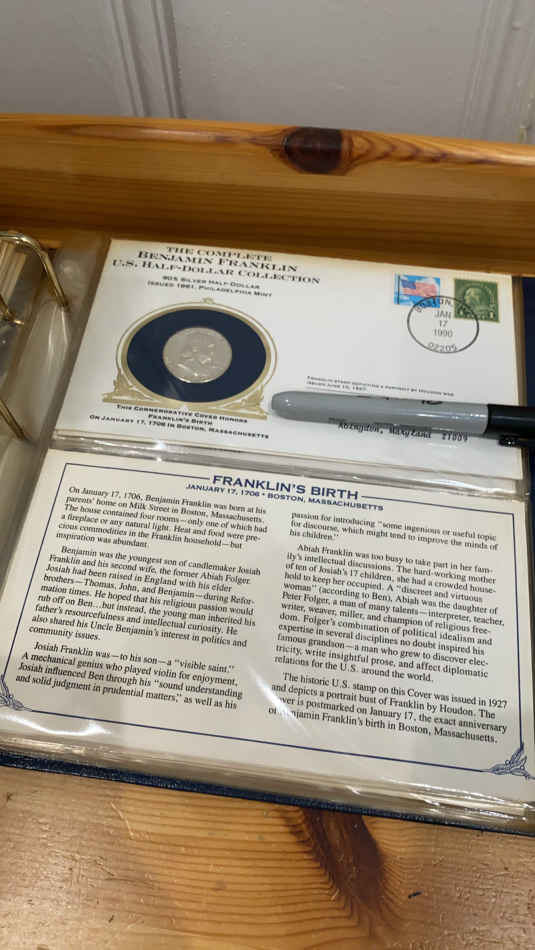 THE COMPLETE
BENJAMIN FRANKLIN
U.S. HALF-DOLLAR COLLECTION
90% SILVER HALF-DOLLAR
ISSUED 1961, PHILADELPHIA MINT
BOSTON,
JAN
17
1990
02205
1
FRANKLIN STAMP DEPICTING A PORTRAIT BY HOUDON WAS
ISSUED JUNE 10, 1927.
Abingdon, Maryland 21009
THIS COMMEMORATIVE COVER HONORS
FRANKLIN'S BIRTH
ON JANUARY 17, 1706 IN BOSTON, MASSACHUSETTS
FRANKLIN'S BIRTH
JANUARY 17, 1706 • BOSTON, MASSACHUSETTS
On January 17, 1706, Benjamin Franklin was born at his
parents' home on Milk Street in Boston, Massachusetts.
The house contained four rooms—only one of which had
a fireplace or any natural light. Heat and food were pre-
cious commodities in the Franklin household—but
inspiration was abundant.
Benjamin was the youngest son of candlemaker Josiah
Franklin and his second wife, the former Abiah Folger.
Josiah had been raised in England with his elder
brothers—Thomas, John, and Benjamin—during Refor-
mation times. He hoped that his religious passion would
rub off on Ben...but instead, the young man inherited his
father's resourcefulness and intellectual curiosity. He
also shared his Uncle Benjamin's interest in politics and
community issues.
Josiah Franklin was—to his son—a "visible saint."
A mechanical genius who played violin for enjoyment,
Josiah influenced Ben through his "sound understanding
and solid judgment in prudential matters," as well as his
passion for introducing "some ingenious or useful topic
for discourse, which might tend to improve the minds of
his children."
Abiah Franklin was too busy to take part in her fam-
ily's intellectual discussions. The hard-working mother
of ten of Josiah's 17 children, she had a crowded house-
hold to keep her occupied. A "discreet and virtuous
woman" (according to Ben), Abiah was the daughter of
Peter Folger, a man of many talents—interpreter, teacher,
writer, weaver, miller, and champion of religious free-
dom. Folger's combination of political idealism and
expertise in several disciplines no doubt inspired his
famous grandson—a man who grew to discover elec-
tricity, write insightful prose, and affect diplomatic
relations for the U.S. around the world.
The historic U.S. stamp on this Cover was issued in 1927
and depicts a portrait bust of Franklin by Houdon. The
over is postmarked on January 17, the exact anniversary
of Benjamin Franklin's birth in Boston, Massachusetts.